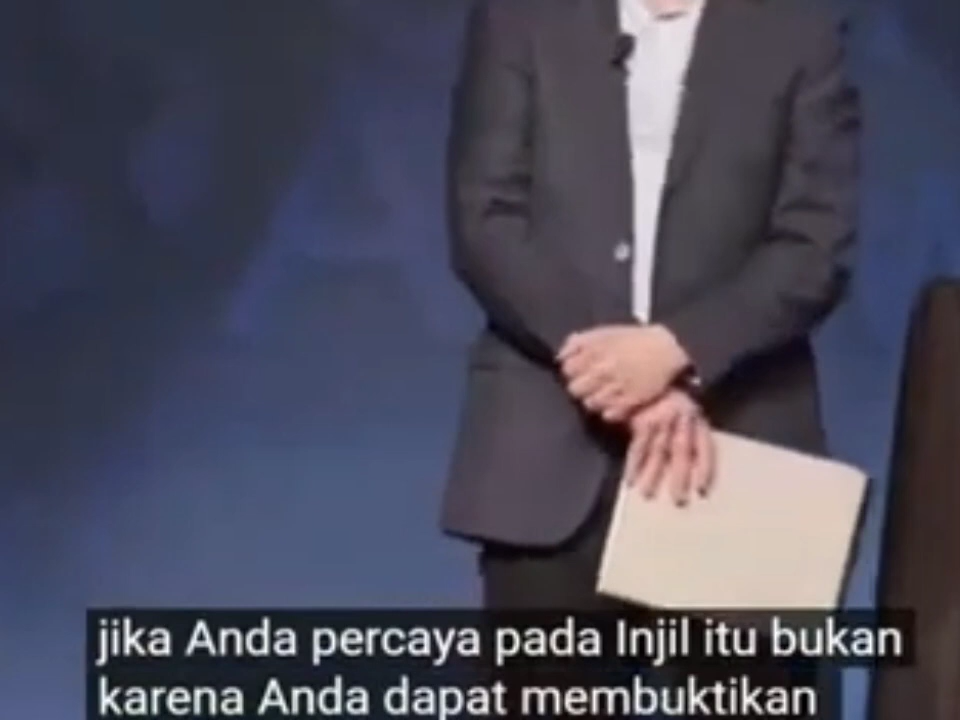 jika Anda percaya pada Injil itu bukan
karena Anda dapat membuktikan